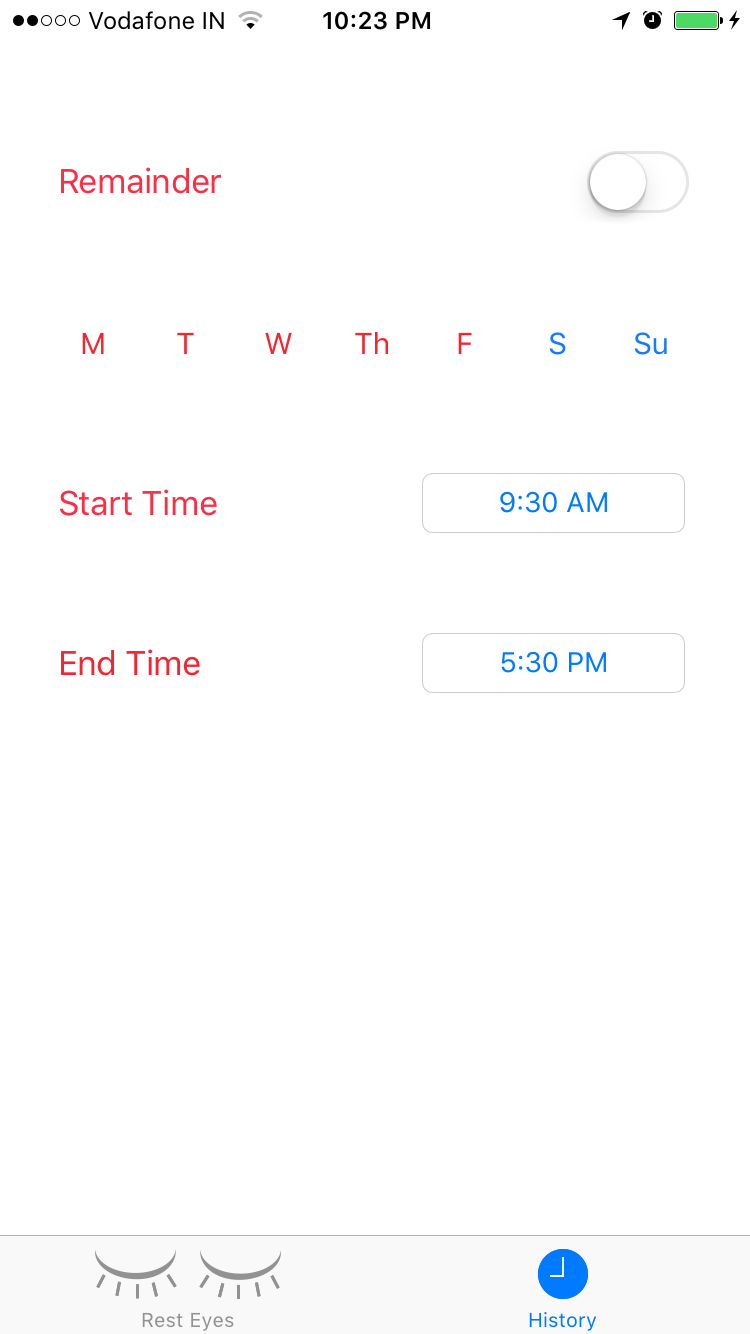 Vodafone IN 10:23 PM
Remainder
M T W Th F S Su
Start Time 9:30 AM
End Time 5:30 PM
Rest Eyes History